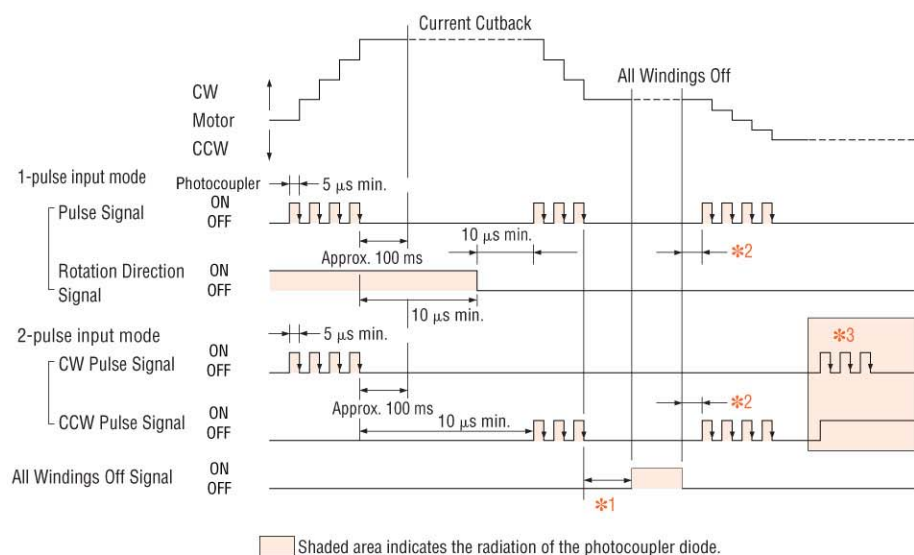 Current Cutback
All Windings Off
CW
Motor
CCW
1-pulse input mode
Photocoupler
5 μs min.
Pulse Signal
ON
OFF
10 μs min.
✻2
Approx. 100 ms
Rotation Direction
Signal
ON
OFF
10 μs min.
2-pulse input mode
5 μs min.
✻3
CW Pulse Signal
ON
OFF
Approx. 100 ms
✻2
10 μs min.
CCW Pulse Signal
ON
OFF
All Windings Off Signal
ON
OFF
✻1
Shaded area indicates the radiation of the photocoupler diode.